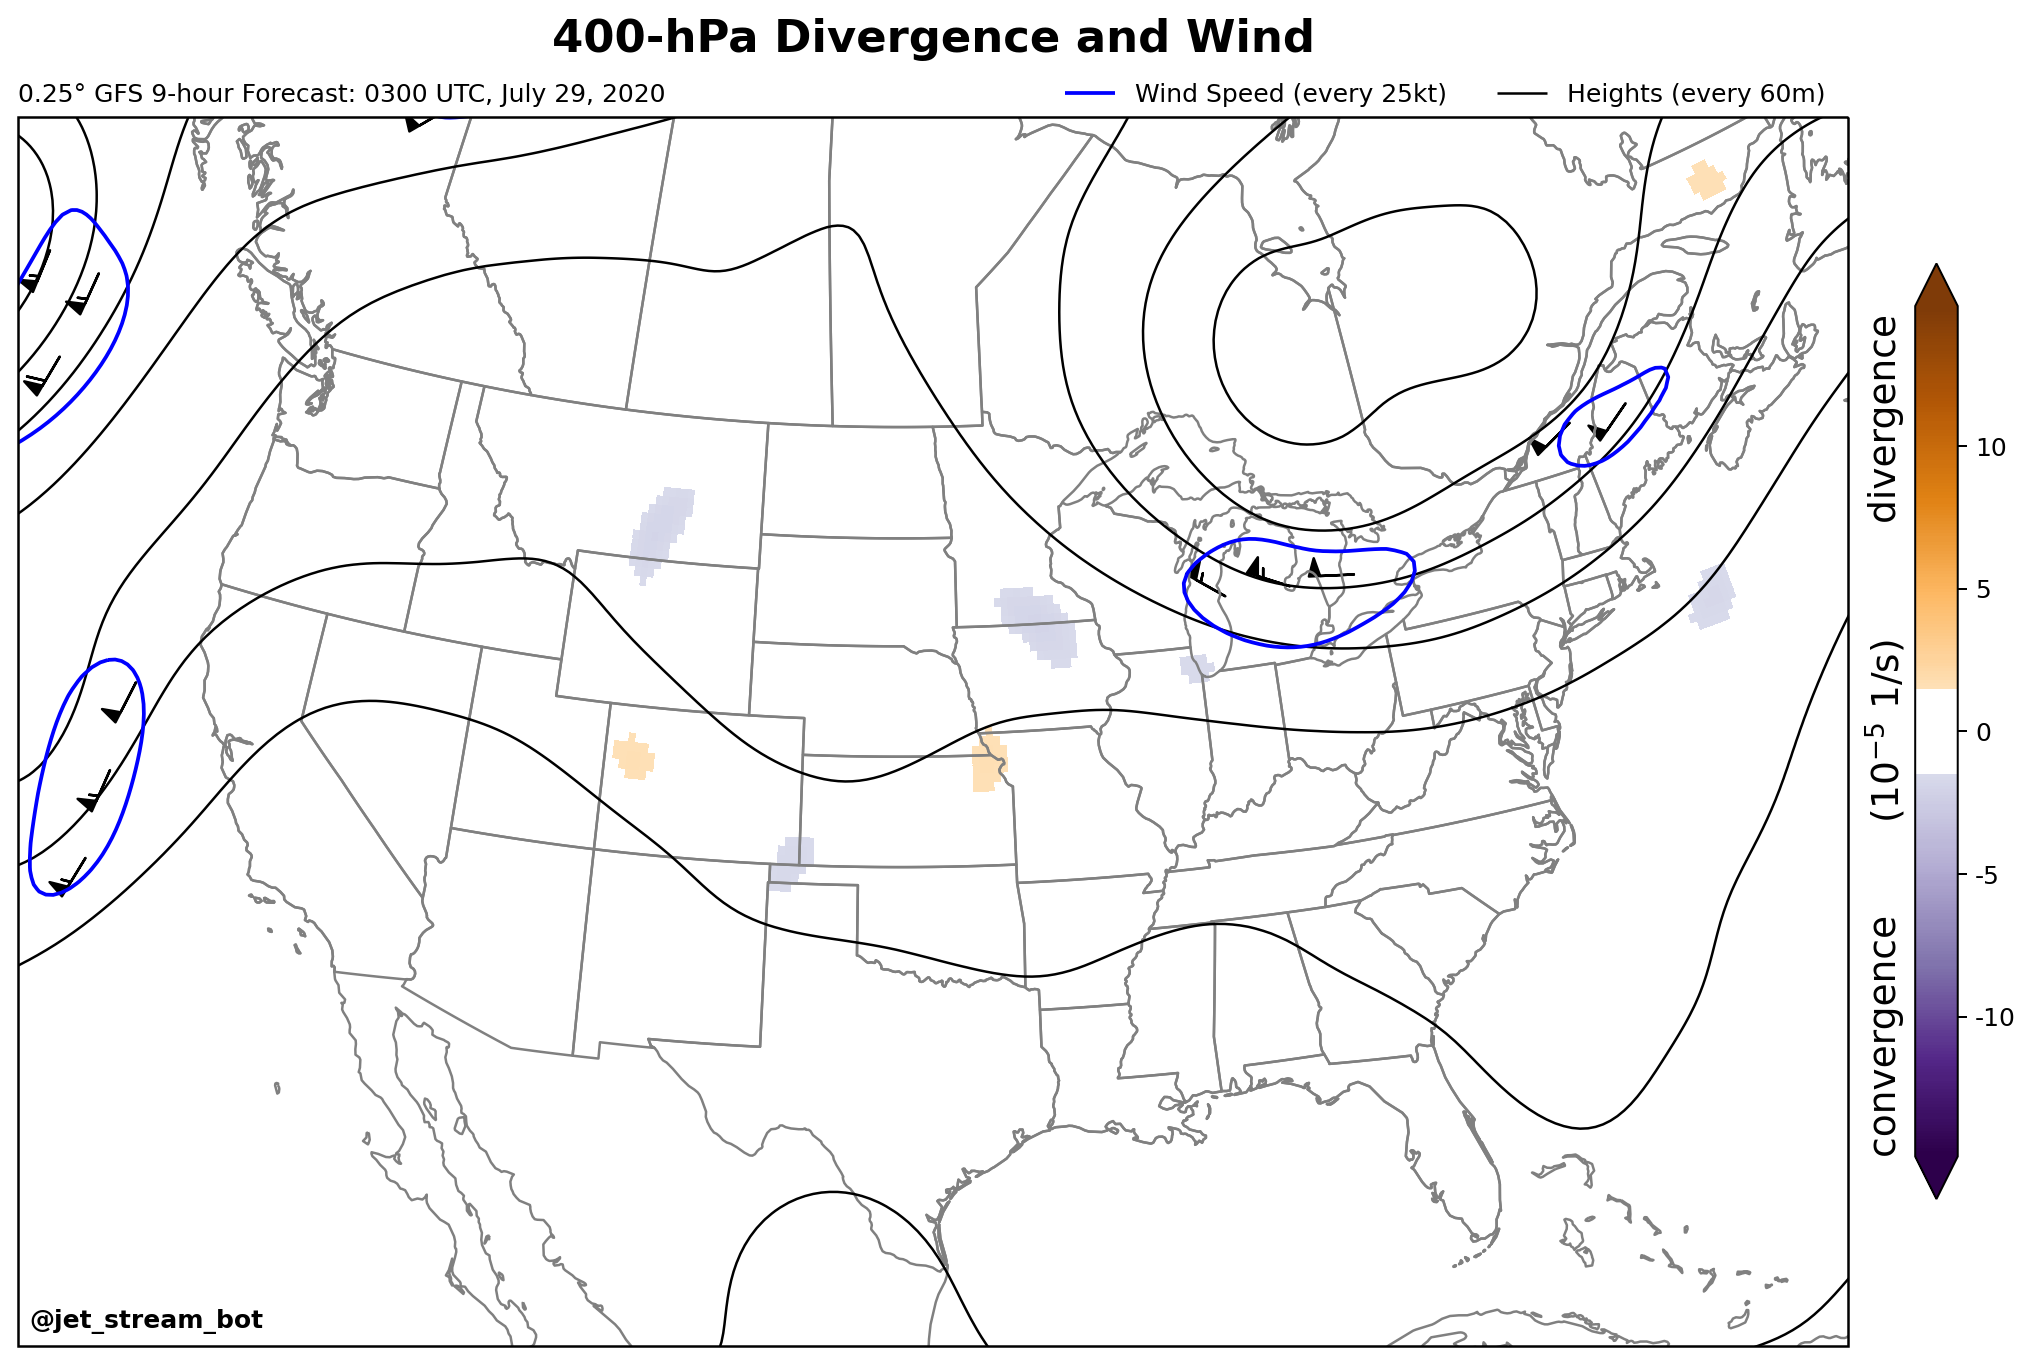 400-hPa Divergence and Wind
0.25° GFS 9-hour Forecast: 0300 UTC, July 29, 2020
Wind Speed (every 25kt)
Heights (every 60m)
divergence
(10⁻⁵ 1/s)
convergence
10
5
0
-5
-10
@jet_stream_bot